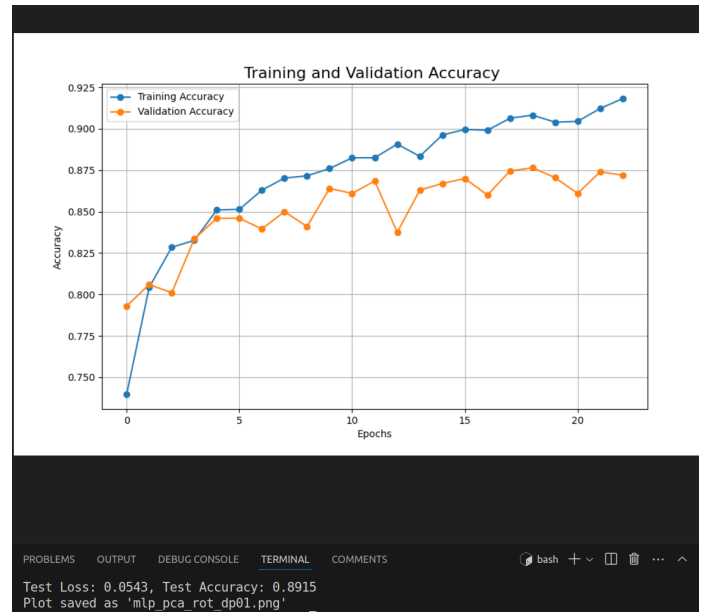 Training and Validation Accuracy
Training Accuracy
Validation Accuracy
0.925
0.900
0.875
0.850
0.825
0.800
0.775
0.750
Accuracy
0 5 10 15 20
Epochs
PROBLEMS OUTPUT DEBUG CONSOLE TERMINAL COMMENTS bash
Test Loss: 0.0543, Test Accuracy: 0.8915
Plot saved as 'mlp_pca_rot_dp01.png'